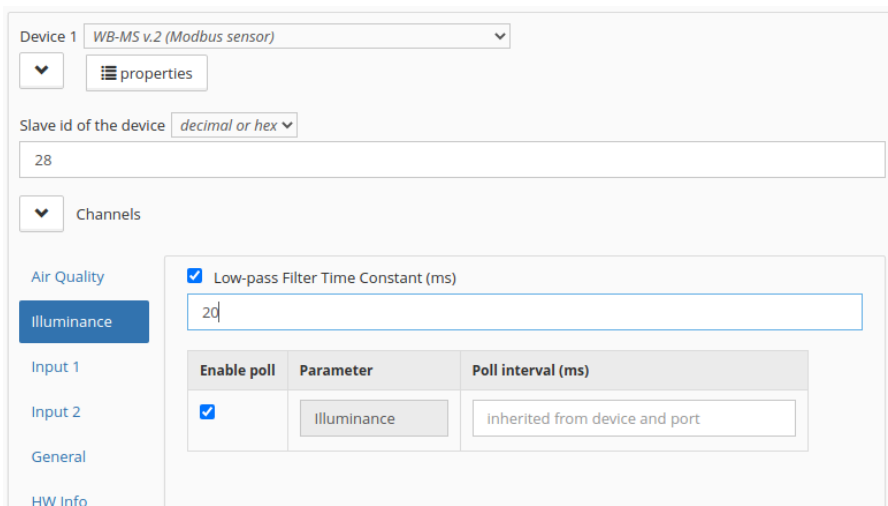 Device 1 WB-MS v.2 (Modbus sensor)
properties
Slave id of the device decimal or hex
28
Channels
Air Quality
Illuminance
Input 1
Input 2
General
HW Info
Low-pass Filter Time Constant (ms)
20
Enable poll Parameter Poll interval (ms)
Illuminance inherited from device and port